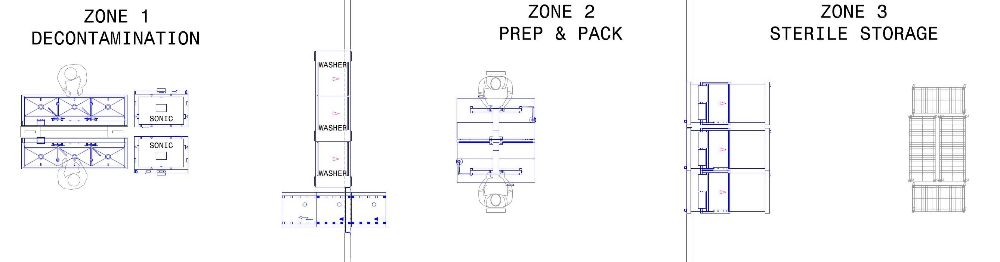 ZONE 1
DECONTAMINATION
ZONE 2
PREP & PACK
ZONE 3
STERILE STORAGE
WASHER
SONIC
WASHER
SONIC
WASHER